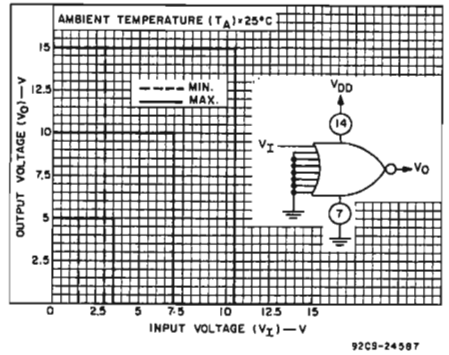 AMBIENT TEMPERATURE (TA)=25°C
OUTPUT VOLTAGE (VO)—V
15
12.5
10
7.5
5
2.5
MIN.
MAX.
VDD
14
VI
VO
7
0 2.5 5 7.5 10 12.5 15
INPUT VOLTAGE (VI)—V
92CS-24587